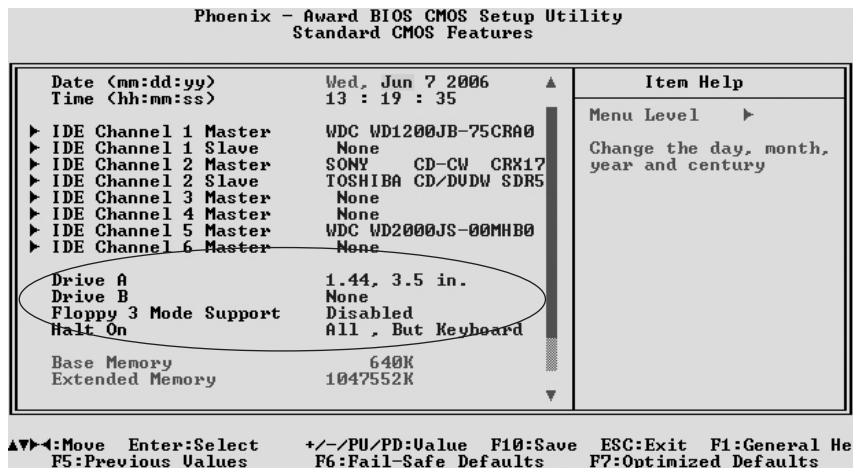 Phoenix - Award BIOS CMOS Setup Utility
Standard CMOS Features
Date (mm:dd:yy) Wed, Jun 7 2006
Time (hh:mm:ss) 13 : 19 : 35
IDE Channel 1 Master WDC WD1200JB-75CRA0
IDE Channel 1 Slave None
IDE Channel 2 Master SONY CD-CW CRX17
IDE Channel 2 Slave TOSHIBA CD/DVDW SDR5
IDE Channel 3 Master None
IDE Channel 4 Master None
IDE Channel 5 Master WDC WD2000JS-00MHB0
IDE Channel 6 Master None
Drive A 1.44, 3.5 in.
Drive B None
Floppy 3 Mode Support Disabled
Halt On All , But Keyboard
Base Memory 640K
Extended Memory 1047552K
Item Help
Menu Level
Change the day, month,
year and century
:Move Enter:Select +/-/PU/PD:Value F10:Save ESC:Exit F1:General He
F5:Previous Values F6:Fail-Safe Defaults F7:Optimized Defaults